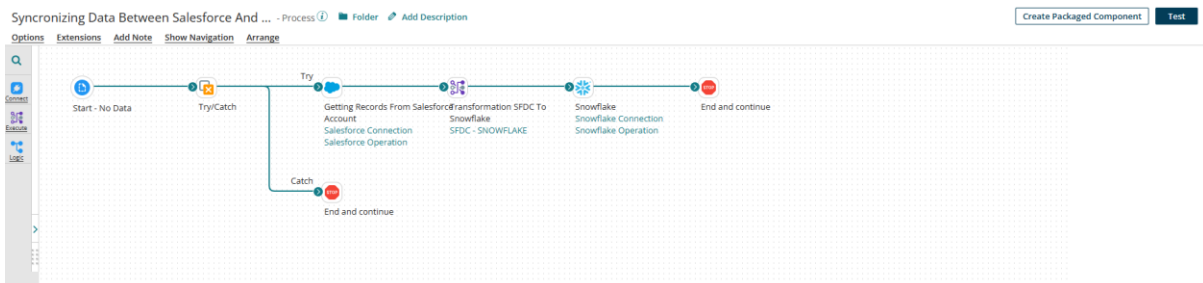 Syncronizing Data Between Salesforce And ... - Process Folder Add Description
Create Packaged Component Test
Options Extensions Add Note Show Navigation Arrange
Connect
Execute
Logic
Start - No Data
Try/Catch
Try
Getting Records From Salesforce
Account
Salesforce Connection
Salesforce Operation
Transformation SFDC To
Snowflake
SFDC - SNOWFLAKE
Snowflake
Snowflake Connection
Snowflake Operation
STOP
End and continue
Catch
STOP
End and continue